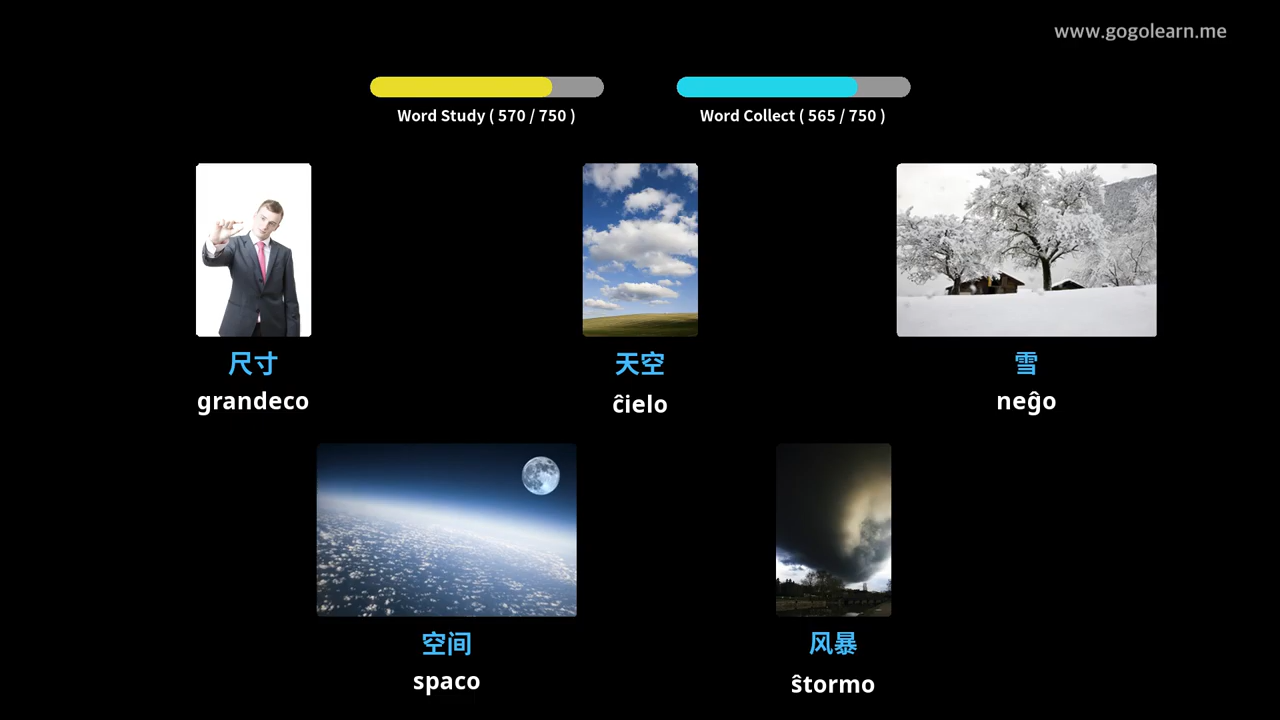 www.gogolearn.me
Word Study ( 570 / 750 )
Word Collect ( 565 / 750 )
尺寸
grandeco
天空
ĉielo
雪
neĝo
空间
spaco
风暴
ŝtormo